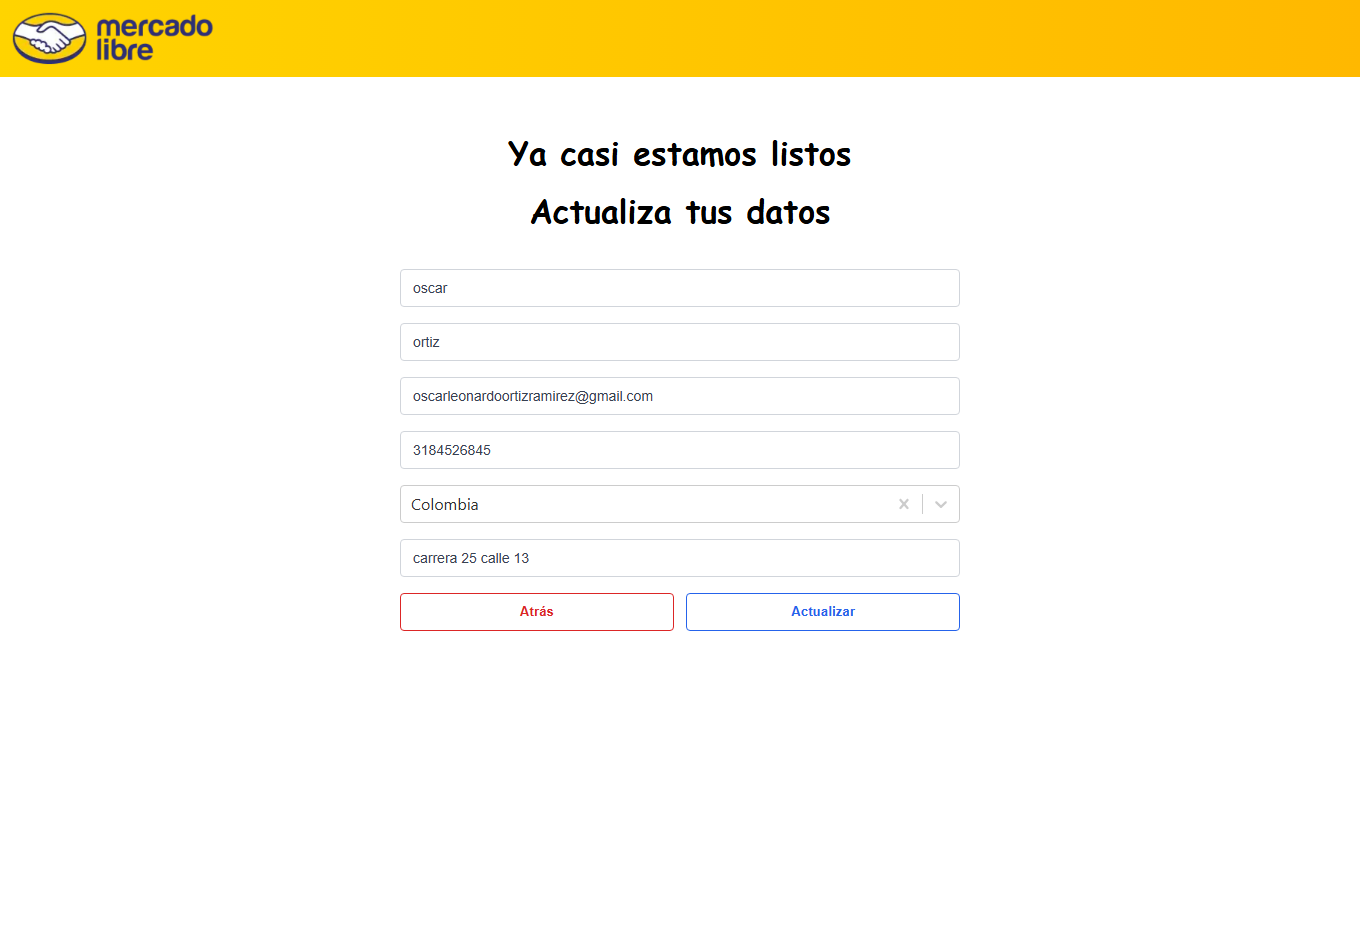 mercado
libre
Ya casi estamos listos
Actualiza tus datos
oscar
ortiz
oscarleonardoortizramirez@gmail.com
3184526845
Colombia
carrera 25 calle 13
Atrás
Actualizar